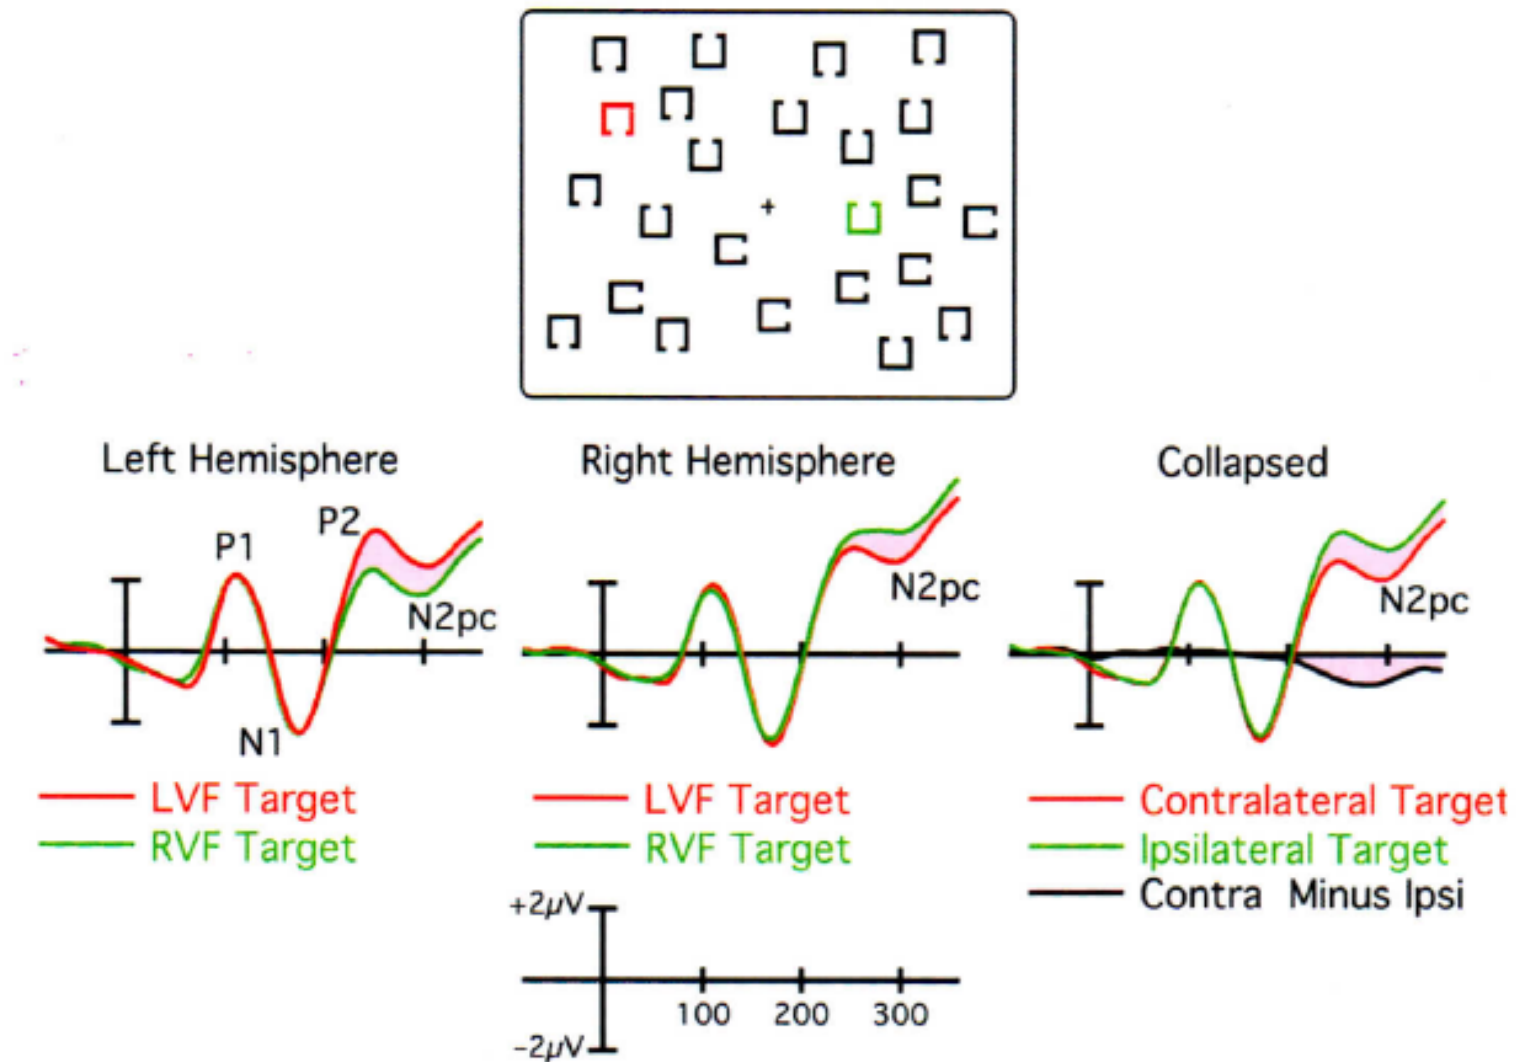 Left Hemisphere
Right Hemisphere
Collapsed
P1
P2
N1
N2pc
N2pc
N2pc
LVF Target
RVF Target
LVF Target
RVF Target
Contralateral Target
Ipsilateral Target
Contra Minus Ipsi
+2µV
-2µV
100 200 300